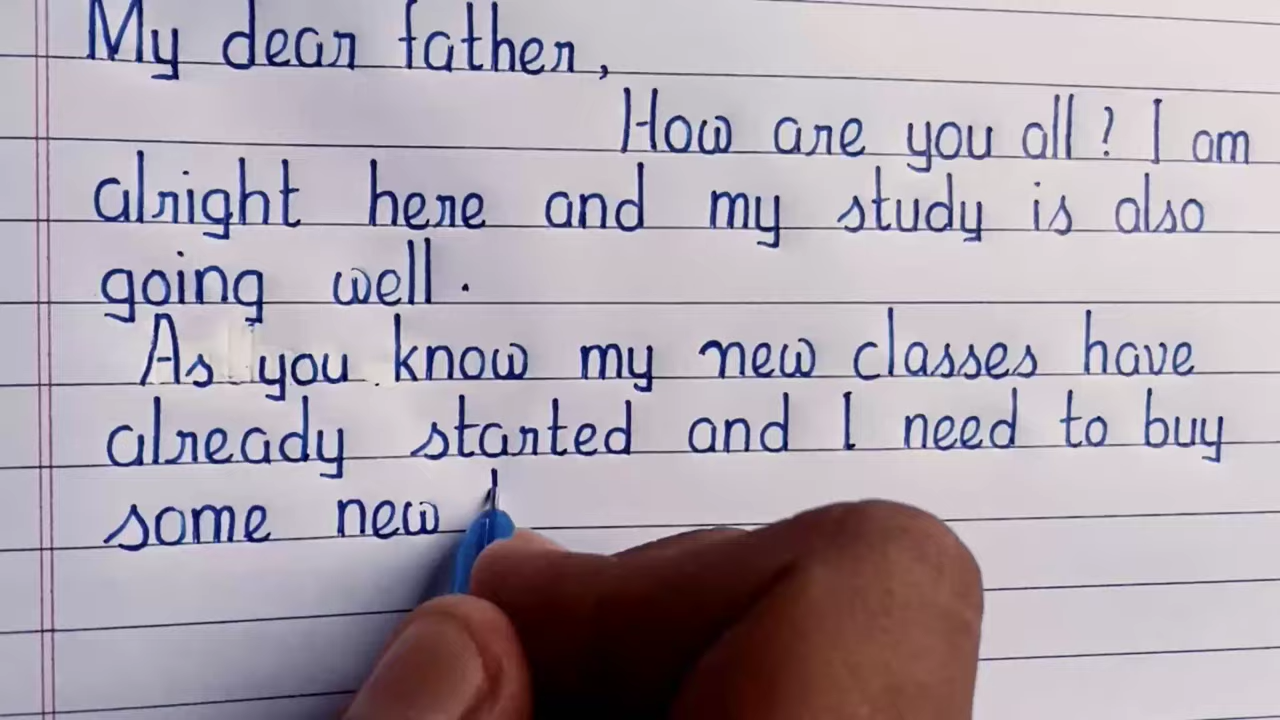 My dear father,
How are you all? I am
alright here and my study is also
going well.
As you know my new classes have
already started and I need to buy
some new